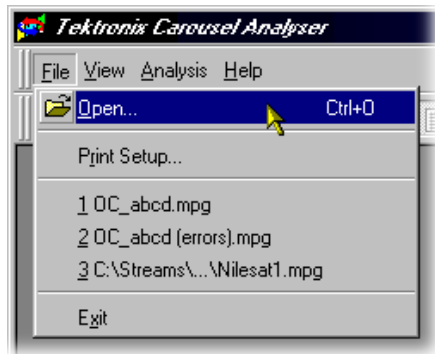 Tektronix Carousel Analyser
File View Analysis Help
Open... Ctrl+O
Print Setup...
1 OC_abcd.mpg
2 OC_abcd (errors).mpg
3 C:\Streams\...\Nilesat1.mpg
Exit